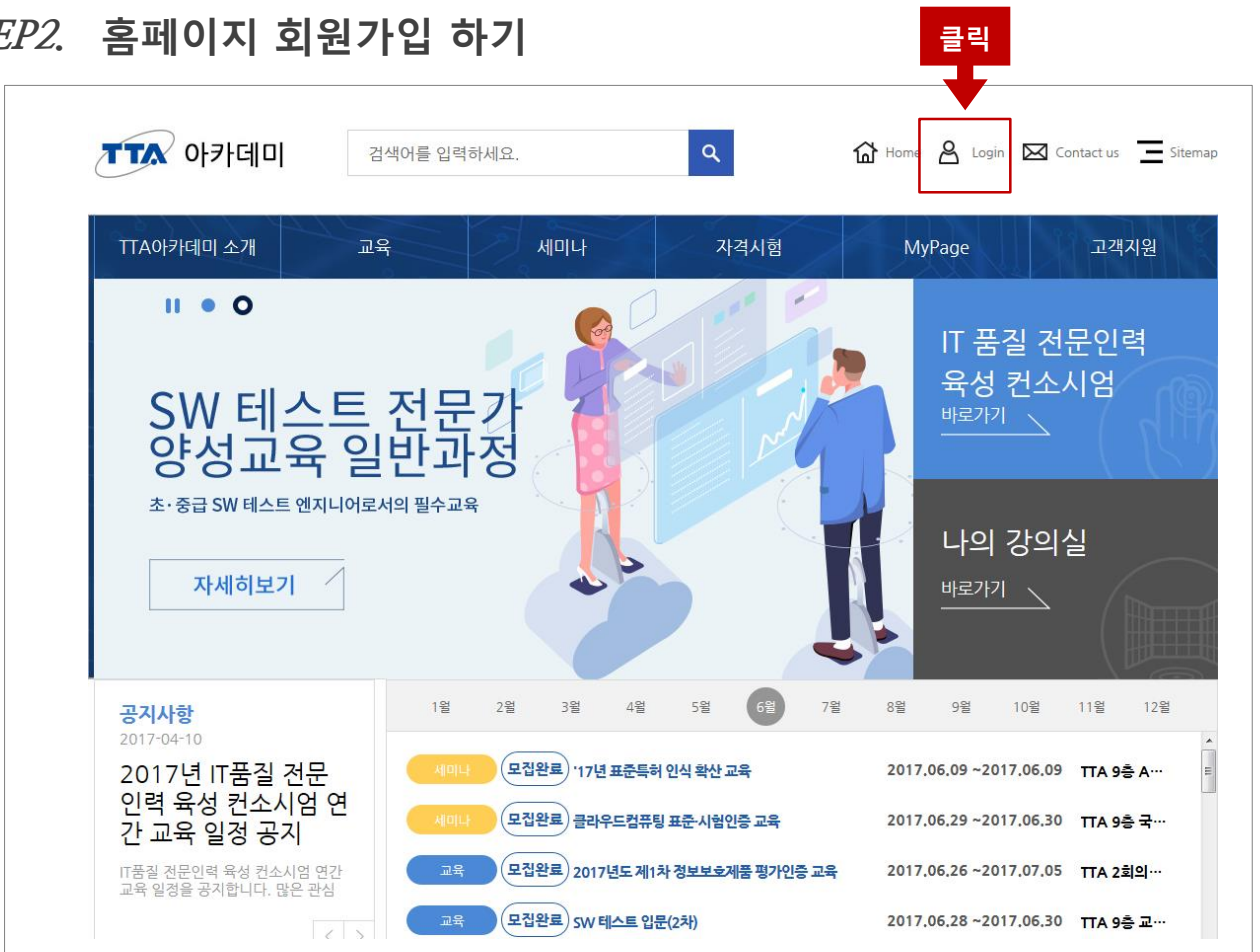 EP2. 홈페이지 회원가입 하기
클릭
TTA 아카데미
검색어를 입력하세요.
Home
Login
Contact us
Sitemap
TTA아카데미 소개
교육
세미나
자격시험
MyPage
고객지원
SW 테스트 전문가
양성교육 일반과정
초·중급 SW 테스트 엔지니어로서의 필수교육
자세히보기
IT 품질 전문인력
육성 컨소시엄
바로가기
나의 강의실
바로가기
공지사항
2017-04-10
2017년 IT품질 전문
인력 육성 컨소시엄 연
간 교육 일정 공지
IT품질 전문인력 육성 컨소시엄 연간
교육 일정을 공지합니다. 많은 관심
1월 2월 3월 4월 5월 6월 7월 8월 9월 10월 11월 12월
세미나 모집완료 '17년 표준특허 인식 확산 교육 2017.06.09 ~2017.06.09 TTA 9층 A…
세미나 모집완료 클라우드컴퓨팅 표준·시험인증 교육 2017.06.29 ~2017.06.30 TTA 9층 국…
교육 모집완료 2017년도 제1차 정보보호제품 평가인증 교육 2017.06.26 ~2017.07.05 TTA 2회의…
교육 모집완료 SW 테스트 입문(2차) 2017.06.28 ~2017.06.30 TTA 9층 교…